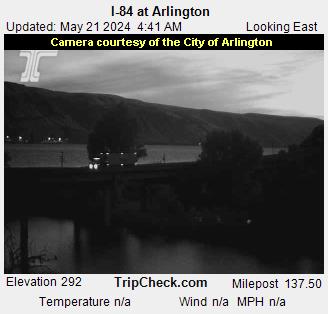 I-84 at Arlington
Updated: May 21 2024 4:41 AM Looking East
Camera courtesy of the City of Arlington
Elevation 292 TripCheck.com Milepost 137.50
Temperature n/a Wind n/a MPH n/a